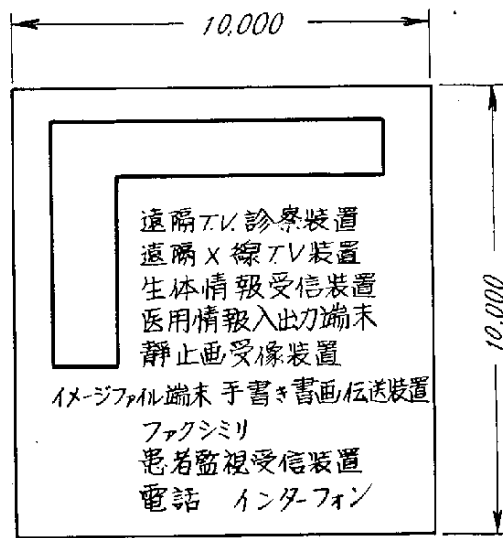 10,000
10,000
遠隔TV.診察装置
遠隔X線TV装置
生体情報受信装置
医用情報入出力端末
静止画受像装置
イメージファイル端末 手書き書画伝送装置
ファクシミリ
患者監視受信装置
電話 インターフォン